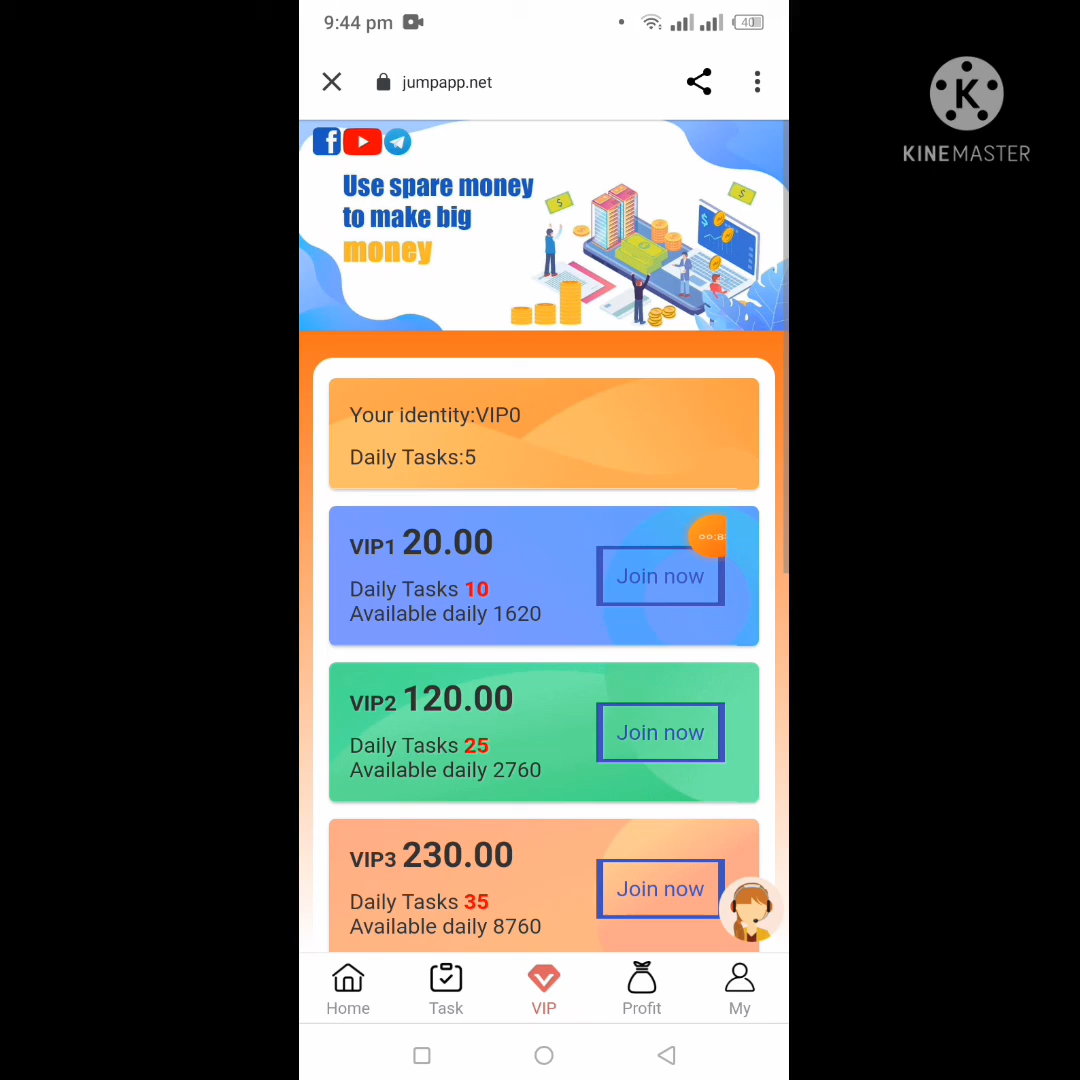 9:44 pm
40
jumpapp.net
KINEMASTER
Use spare money
to make big
money
Your identity:VIP0
Daily Tasks:5
VIP1 20.00
Daily Tasks 10
Available daily 1620
Join now
VIP2 120.00
Daily Tasks 25
Available daily 2760
Join now
VIP3 230.00
Daily Tasks 35
Available daily 8760
Join now
Home
Task
VIP
Profit
My